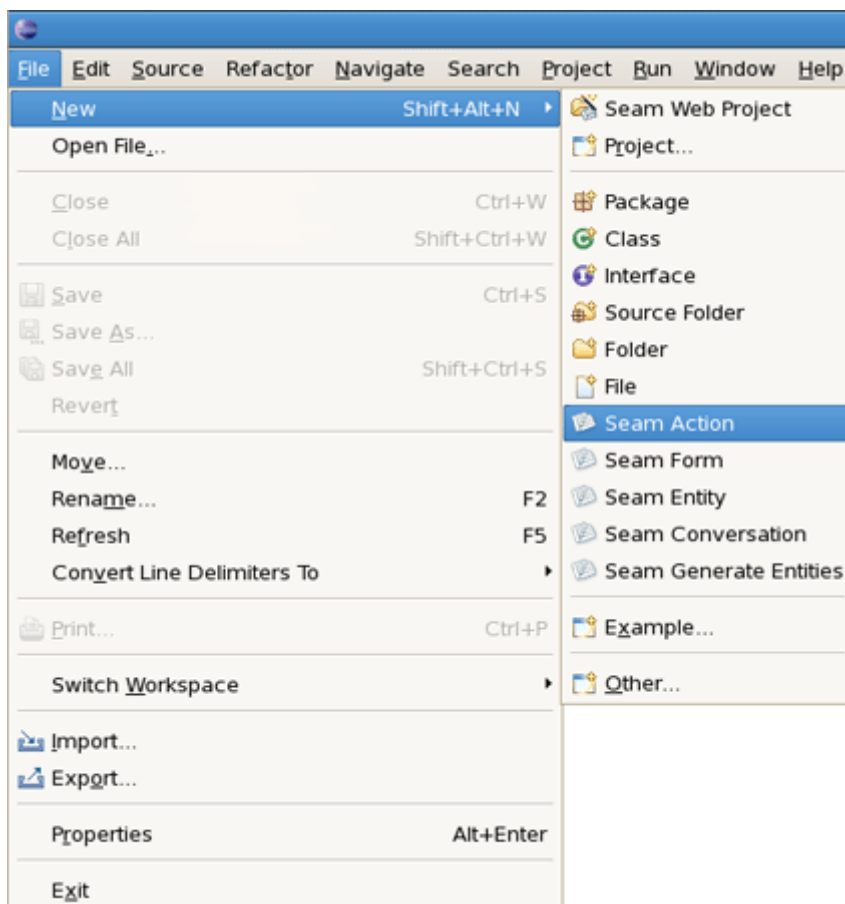 File Edit Source Refactor Navigate Search Project Run Window Help
New Shift+Alt+N
Open File...
Close Ctrl+W
Close All Shift+Ctrl+W
Save Ctrl+S
Save As...
Save All Shift+Ctrl+S
Revert
Move...
Rename... F2
Refresh F5
Convert Line Delimiters To
Print... Ctrl+P
Switch Workspace
Import...
Export...
Properties Alt+Enter
Exit
Seam Web Project
Project...
Package
Class
Interface
Source Folder
Folder
File
Seam Action
Seam Form
Seam Entity
Seam Conversation
Seam Generate Entities
Example...
Other...